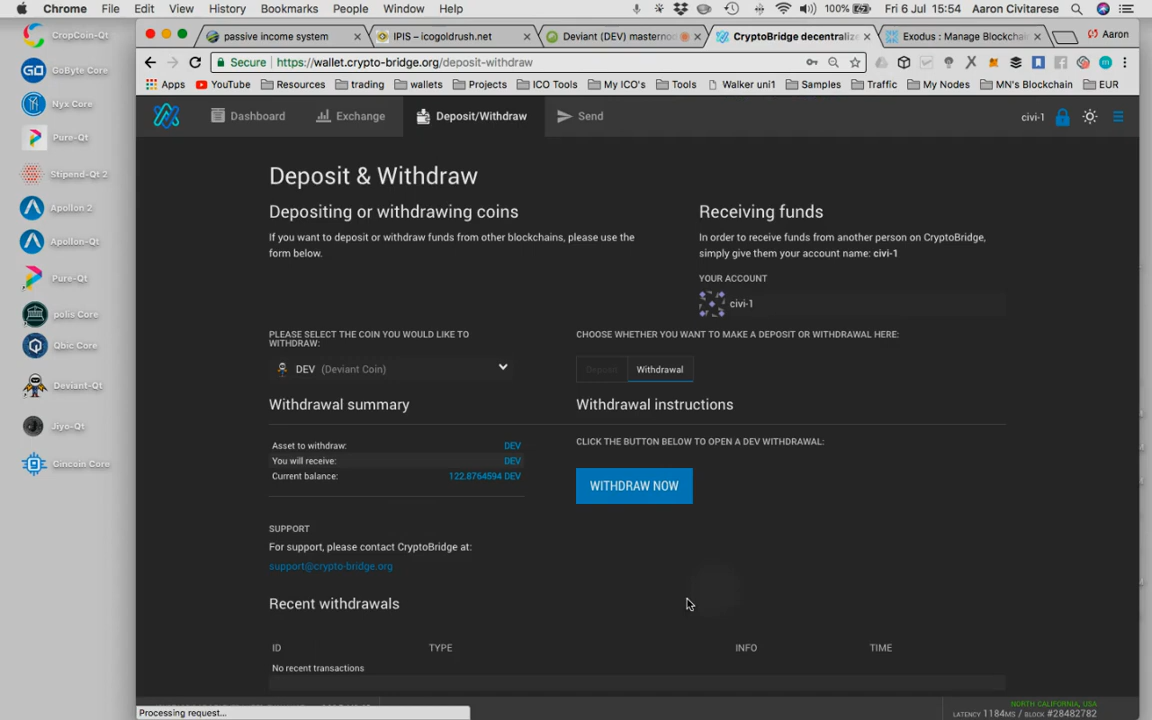 Chrome File Edit View History Bookmarks People Window Help 100% Fri 6 Jul 15:54 Aaron Civitarese
passive income system IPIS – icogoldrush.net Deviant (DEV) masterno CryptoBridge decentraliz Exodus : Manage Blockchai Aaron
Secure https://wallet.crypto-bridge.org/deposit-withdraw
YouTube Resources trading wallets Projects ICO Tools My ICO's Tools Walker uni1 Samples Traffic My Nodes MN's Blockchain EUR
CropCoin-Qt
GoByte Core
Nyx Core
Pure-Qt
Stipend-Qt 2
Apollon 2
Apollon-Qt
Pure-Qt
polis Core
Qbic Core
Deviant-Qt
Jiyo-Qt
Gincoin Core
Dashboard Exchange Deposit/Withdraw Send civi-1
Deposit & Withdraw
Depositing or withdrawing coins
If you want to deposit or withdraw funds from other blockchains, please use the
form below.
Receiving funds
In order to receive funds from another person on CryptoBridge,
simply give them your account name: civi-1
YOUR ACCOUNT
civi-1
PLEASE SELECT THE COIN YOU WOULD LIKE TO
WITHDRAW:
DEV (Deviant Coin)
CHOOSE WHETHER YOU WANT TO MAKE A DEPOSIT OR WITHDRAWAL HERE:
Deposit Withdrawal
Withdrawal summary
Asset to withdraw: DEV
You will receive: DEV
Current balance: 122.8764594 DEV
Withdrawal instructions
CLICK THE BUTTON BELOW TO OPEN A DEV WITHDRAWAL:
WITHDRAW NOW
SUPPORT
For support, please contact CryptoBridge at:
support@crypto-bridge.org
Recent withdrawals
ID TYPE INFO TIME
No recent transactions
Processing request...
NORTH CALIFORNIA, USA
LATENCY 1184MS / BLOCK #28482782